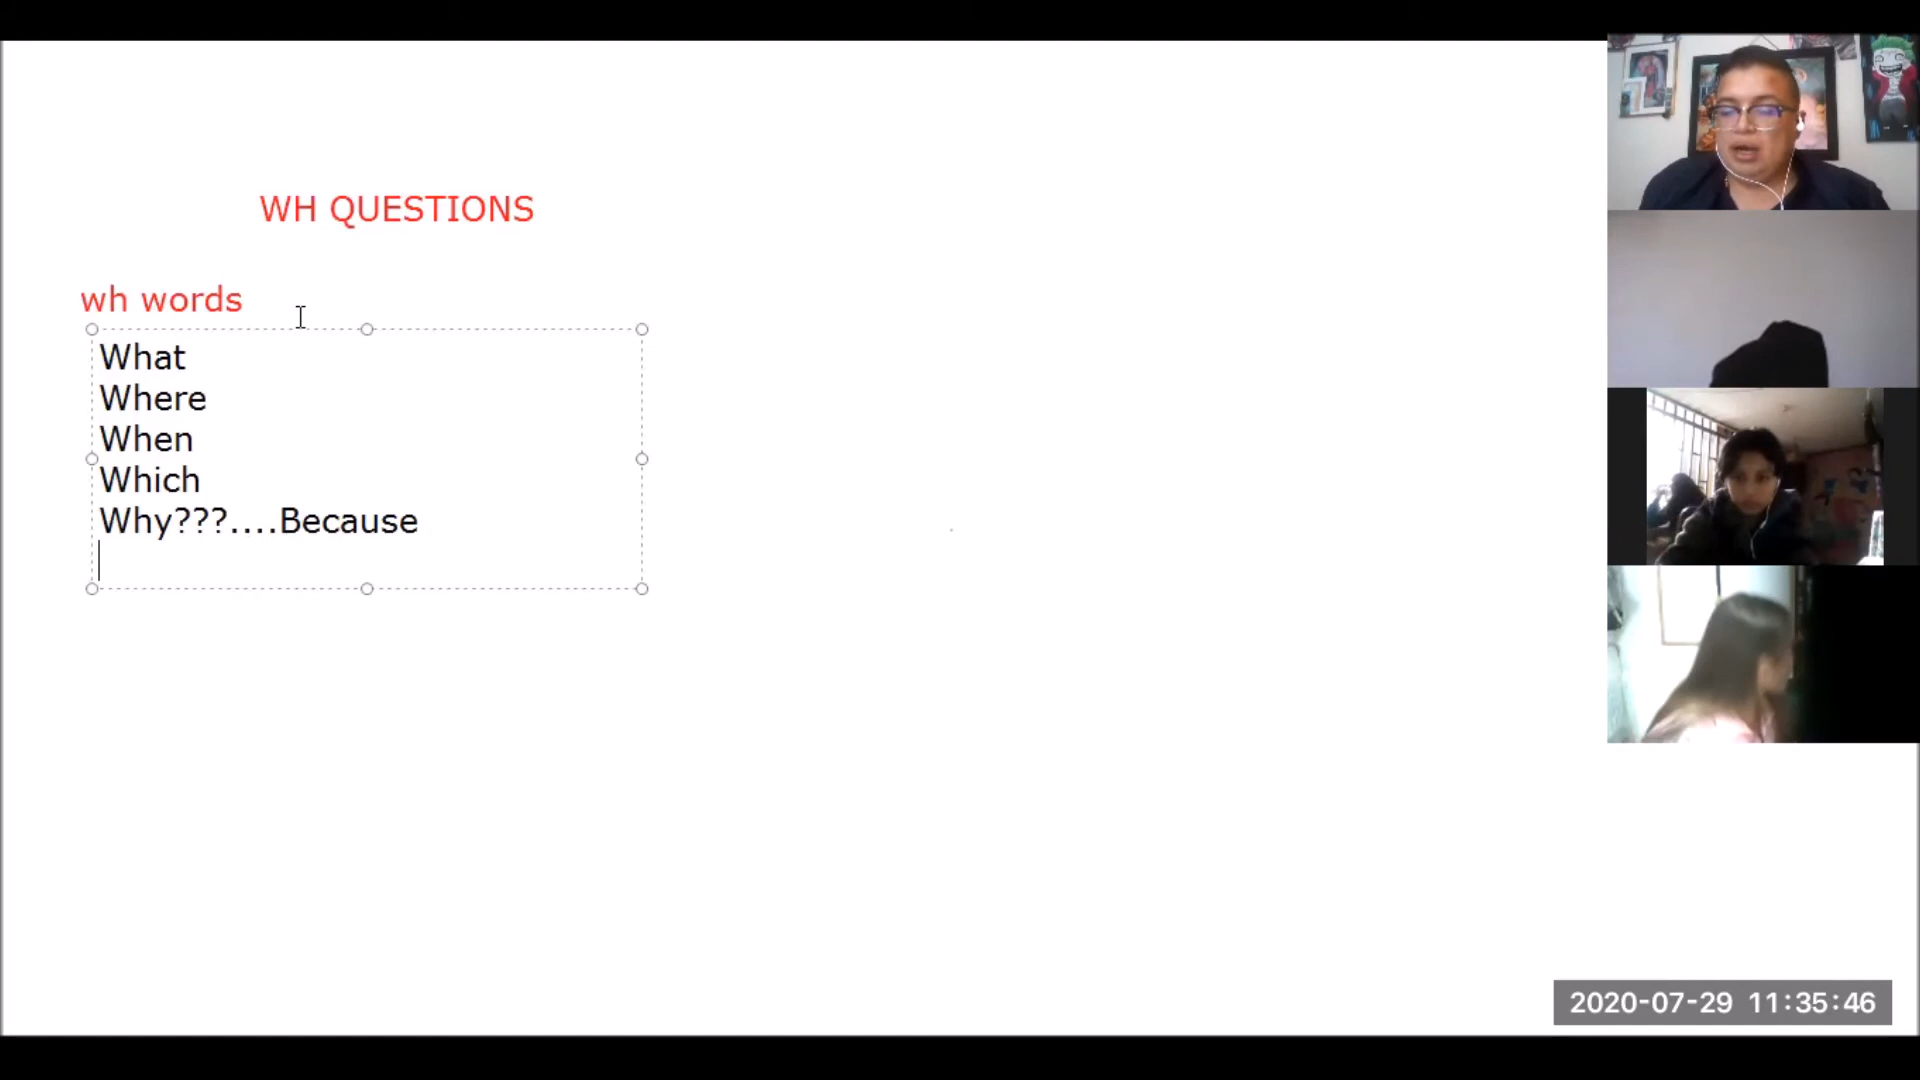 WH QUESTIONS
wh words
What
Where
When
Which
Why???....Because
2020-07-29 11:35:46